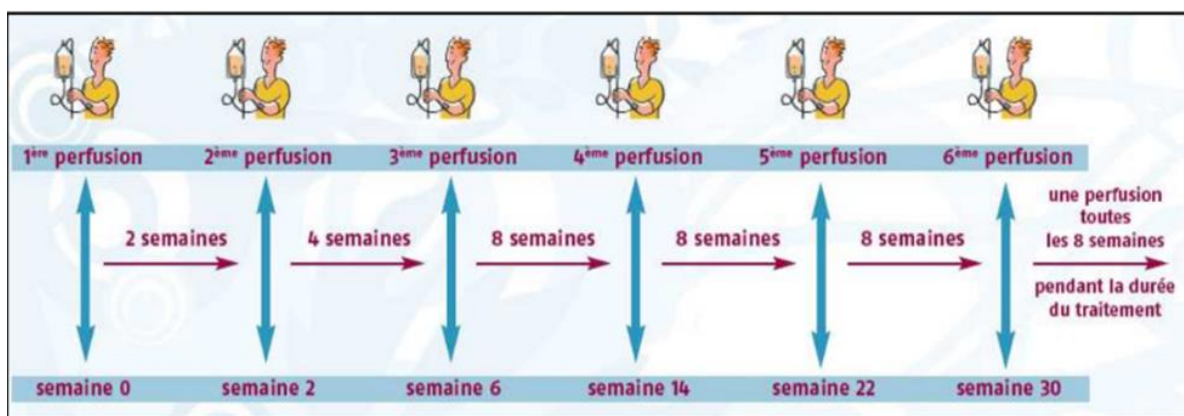 1ère perfusion 2ème perfusion 3ème perfusion 4ème perfusion 5ème perfusion 6ème perfusion
2 semaines 4 semaines 8 semaines 8 semaines 8 semaines
une perfusion
toutes
les 8 semaines
pendant la durée
du traitement
semaine 0 semaine 2 semaine 6 semaine 14 semaine 22 semaine 30